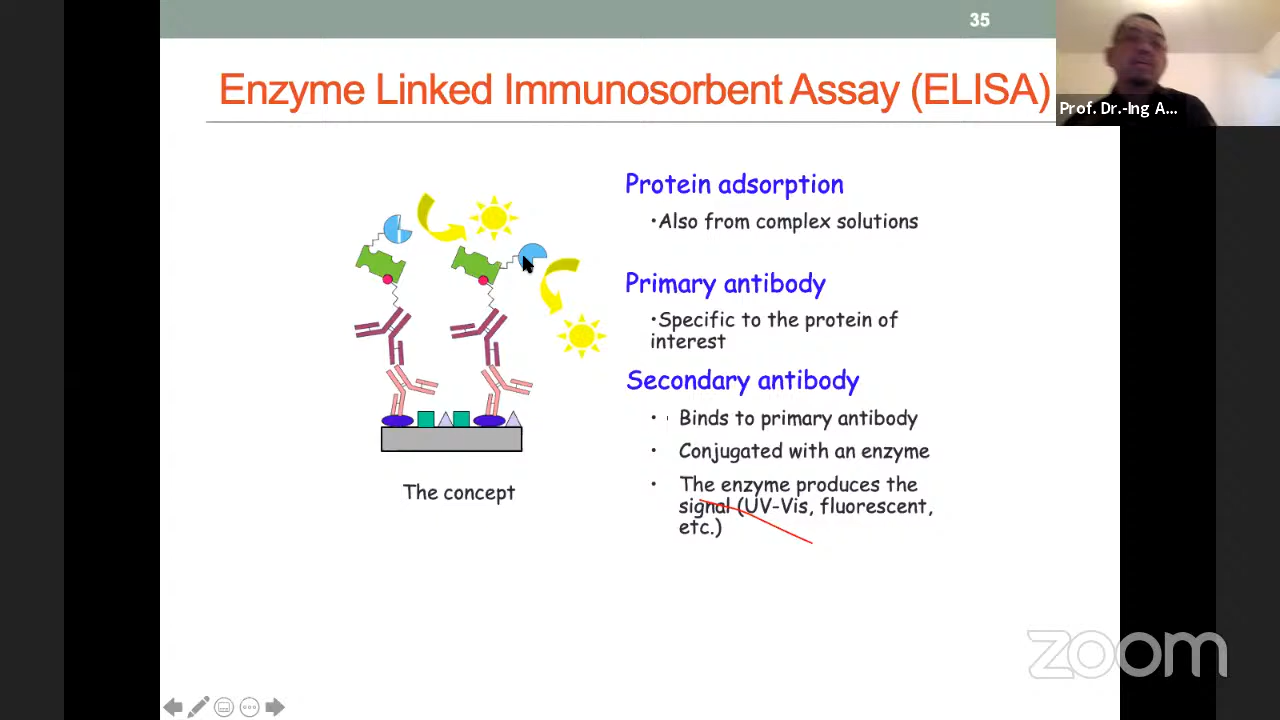 35
Enzyme Linked Immunosorbent Assay (ELISA)
Prof. Dr.-Ing A...
Protein adsorption
•Also from complex solutions
Primary antibody
•Specific to the protein of
interest
Secondary antibody
• Binds to primary antibody
• Conjugated with an enzyme
• The enzyme produces the
signal (UV-Vis, fluorescent,
etc.)
The concept
zoom